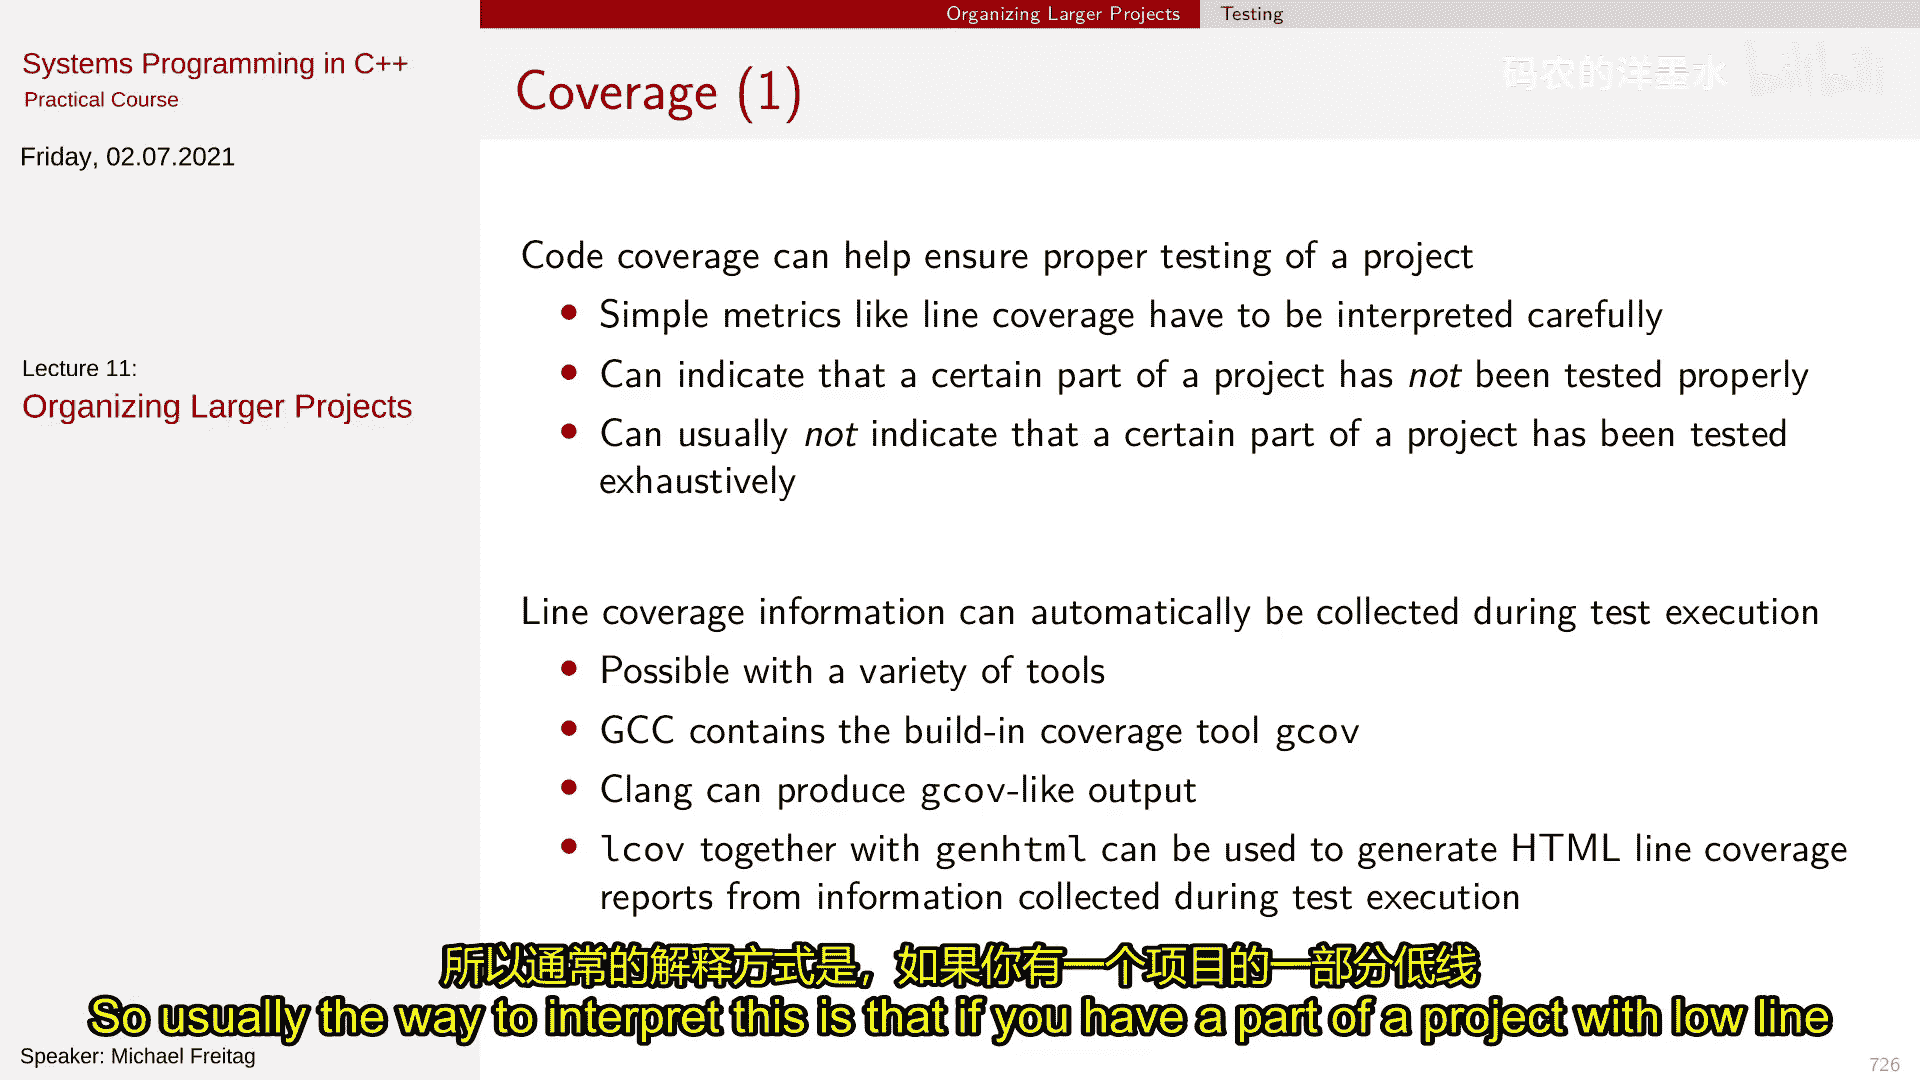 Organizing Larger Projects Testing
Systems Programming in C++
Practical Course
Friday, 02.07.2021
Lecture 11:
Organizing Larger Projects
Coverage (1)
码农的洋墨水 bilibili
Code coverage can help ensure proper testing of a project
Simple metrics like line coverage have to be interpreted carefully
Can indicate that a certain part of a project has not been tested properly
Can usually not indicate that a certain part of a project has been tested
exhaustively
Line coverage information can automatically be collected during test execution
Possible with a variety of tools
GCC contains the build-in coverage tool gcov
Clang can produce gcov-like output
lcov together with genhtml can be used to generate HTML line coverage
reports from information collected during test execution
所以通常的解释方式是，如果你有一个项目的一部分低线
So usually the way to interpret this is that if you have a part of a project with low line
Speaker: Michael Freitag
726